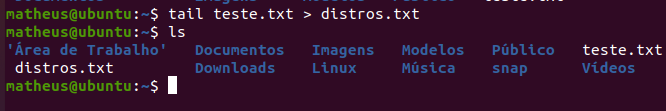 matheus@ubuntu:~$ tail teste.txt > distros.txt
matheus@ubuntu:~$ ls
'Área de Trabalho'   Documentos   Imagens   Modelos   Público   teste.txt
 distros.txt         Downloads    Linux     Música    snap      Vídeos
matheus@ubuntu:~$